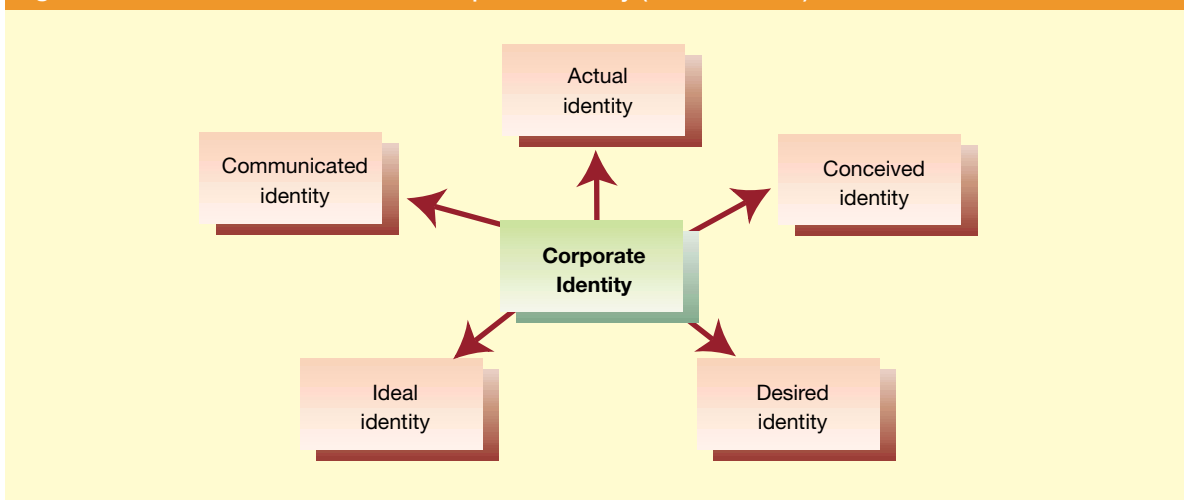 Actual
identity
Communicated
identity
Conceived
identity
Corporate
Identity
Ideal
identity
Desired
identity